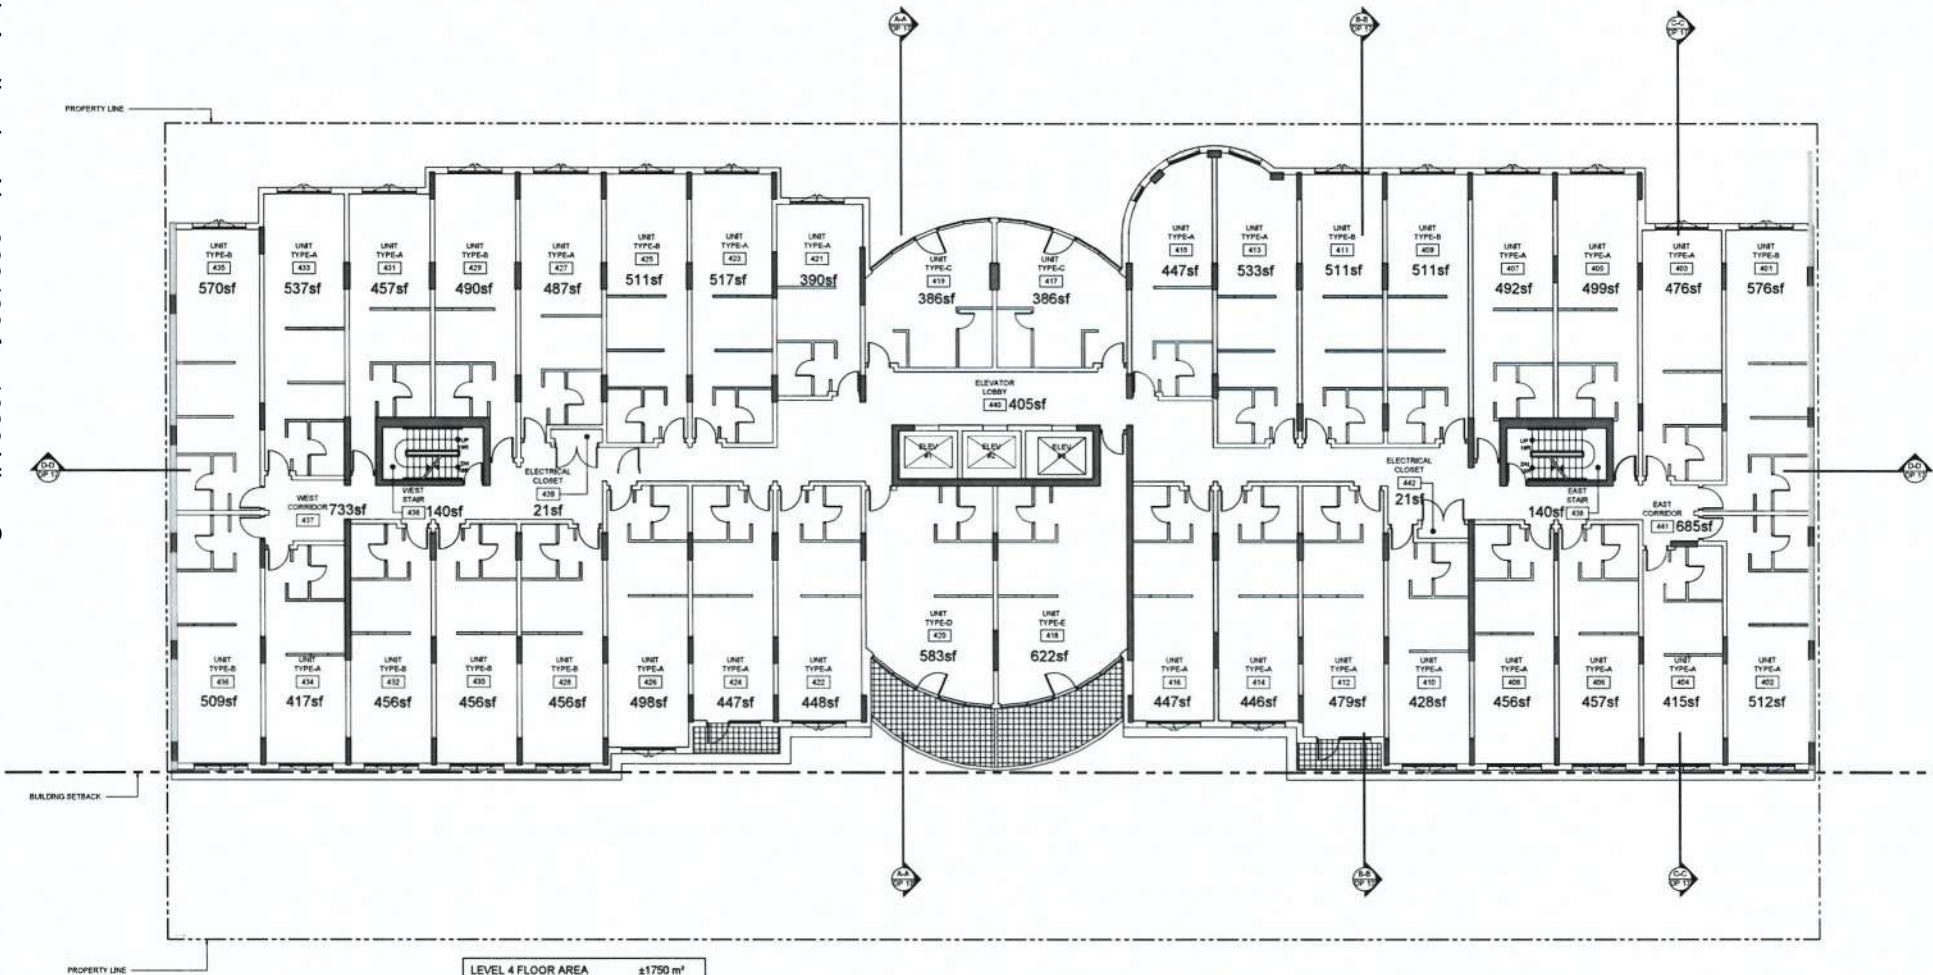 A-A
B-B
C-C
PROPERTY LINE
UNIT
TYPE-B
435
570sf
UNIT
TYPE-A
433
537sf
UNIT
TYPE-A
431
457sf
UNIT
TYPE-B
429
490sf
UNIT
TYPE-A
427
487sf
UNIT
TYPE-B
425
511sf
UNIT
TYPE-A
423
517sf
UNIT
TYPE-A
421
390sf
UNIT
TYPE-C
419
386sf
UNIT
TYPE-C
417
386sf
UNIT
TYPE-A
415
447sf
UNIT
TYPE-A
413
533sf
UNIT
TYPE-B
411
511sf
UNIT
TYPE-B
409
511sf
UNIT
TYPE-A
407
492sf
UNIT
TYPE-A
405
499sf
UNIT
TYPE-A
403
476sf
UNIT
TYPE-B
401
576sf
ELEVATOR
LOBBY
440 405sf
ELEV
#1
ELEV
#2
ELEV
D-D
UP
DN
WEST
CORRIDOR 733sf
437
WEST
STAIR
438 140sf
ELECTRICAL
CLOSET
439
21sf
ELECTRICAL
CLOSET
442
21sf
UP
DN
EAST
STAIR
140sf 438
EAST
CORRIDOR
441 685sf
D-D
UNIT
TYPE-B
436
509sf
UNIT
TYPE-A
434
417sf
UNIT
TYPE-B
432
456sf
UNIT
TYPE-B
430
456sf
UNIT
TYPE-B
428
456sf
UNIT
TYPE-A
426
498sf
UNIT
TYPE-A
424
447sf
UNIT
TYPE-A
422
448sf
UNIT
TYPE-D
420
583sf
UNIT
TYPE-E
418
622sf
UNIT
TYPE-A
416
447sf
UNIT
TYPE-A
414
446sf
UNIT
TYPE-A
412
479sf
UNIT
TYPE-A
410
428sf
UNIT
TYPE-A
408
456sf
UNIT
TYPE-A
406
457sf
UNIT
TYPE-A
404
415sf
UNIT
TYPE-A
402
512sf
BUILDING SETBACK
A-A
B-B
C-C
PROPERTY LINE
LEVEL 4 FLOOR AREA ±1750 m²